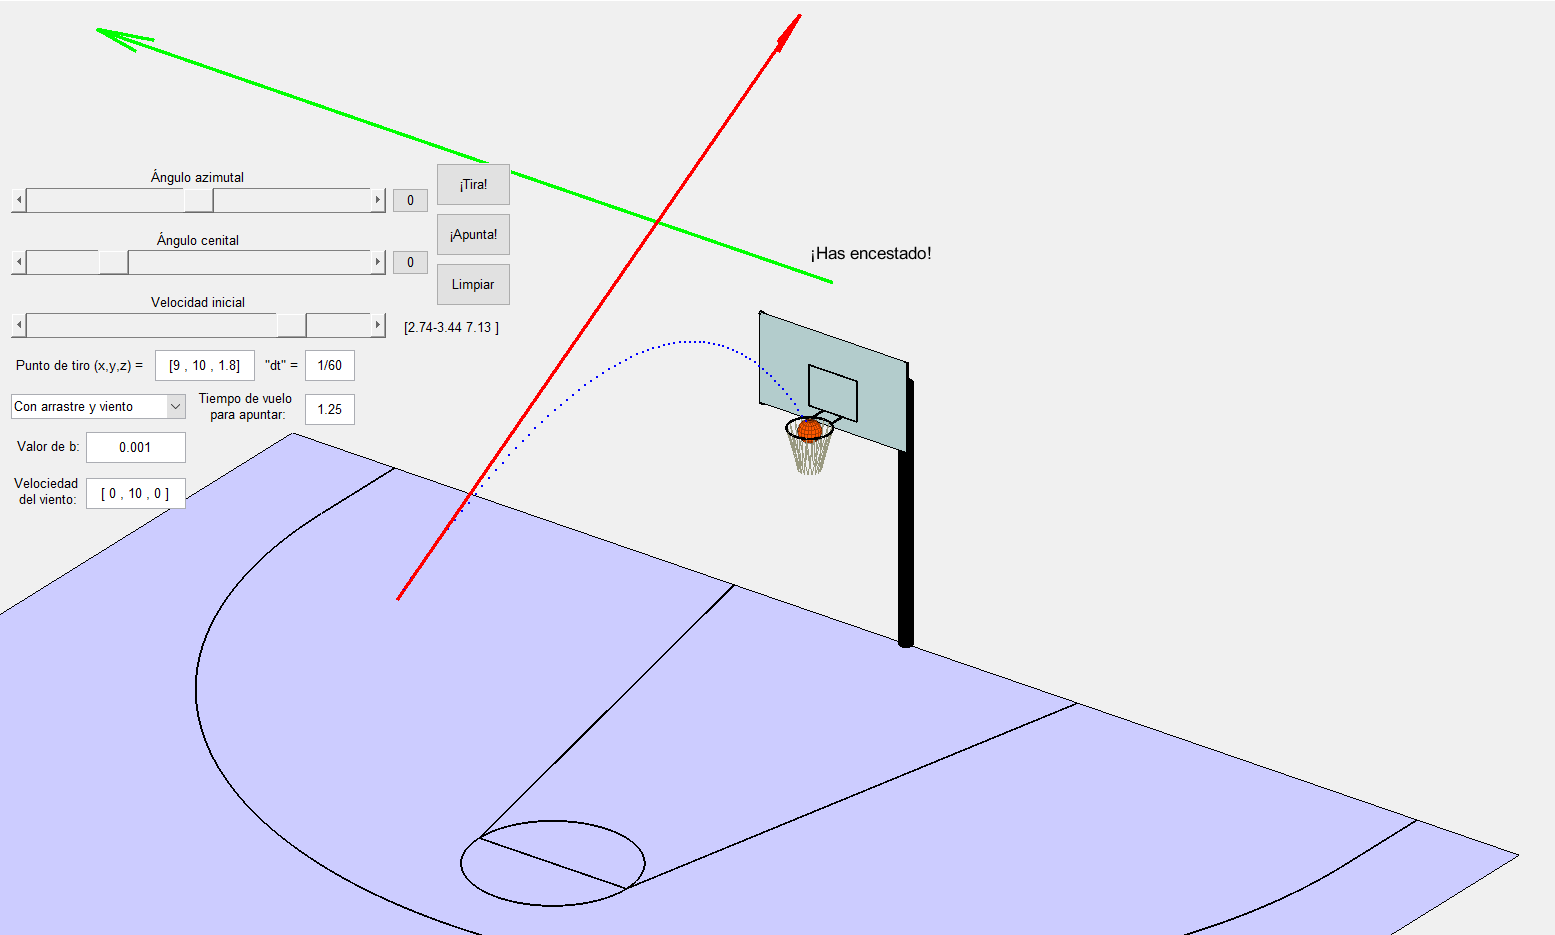 Ángulo azimutal
0
¡Tira!
Ángulo cenital
0
¡Apunta!
¡Has encestado!
Limpiar
Velocidad inicial
[2.74-3.44 7.13 ]
Punto de tiro (x,y,z) =
[9 , 10 , 1.8]
"dt" =
1/60
Con arrastre y viento
Tiempo de vuelo
para apuntar:
1.25
Valor de b:
0.001
Velociedad
del viento:
[ 0 , 10 , 0 ]